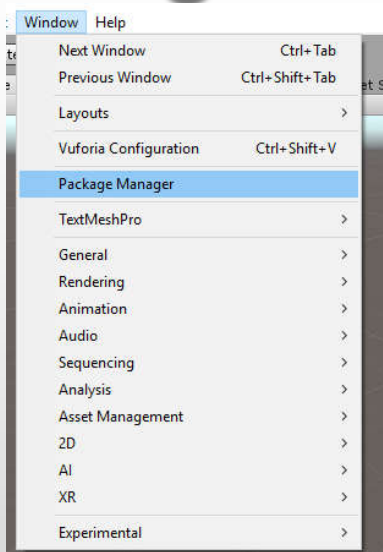 Window Help
Next Window Ctrl+Tab
Previous Window Ctrl+Shift+Tab
Layouts >
Vuforia Configuration Ctrl+Shift+V
Package Manager
TextMeshPro >
General >
Rendering >
Animation >
Audio >
Sequencing >
Analysis >
Asset Management >
2D >
AI >
XR >
Experimental >